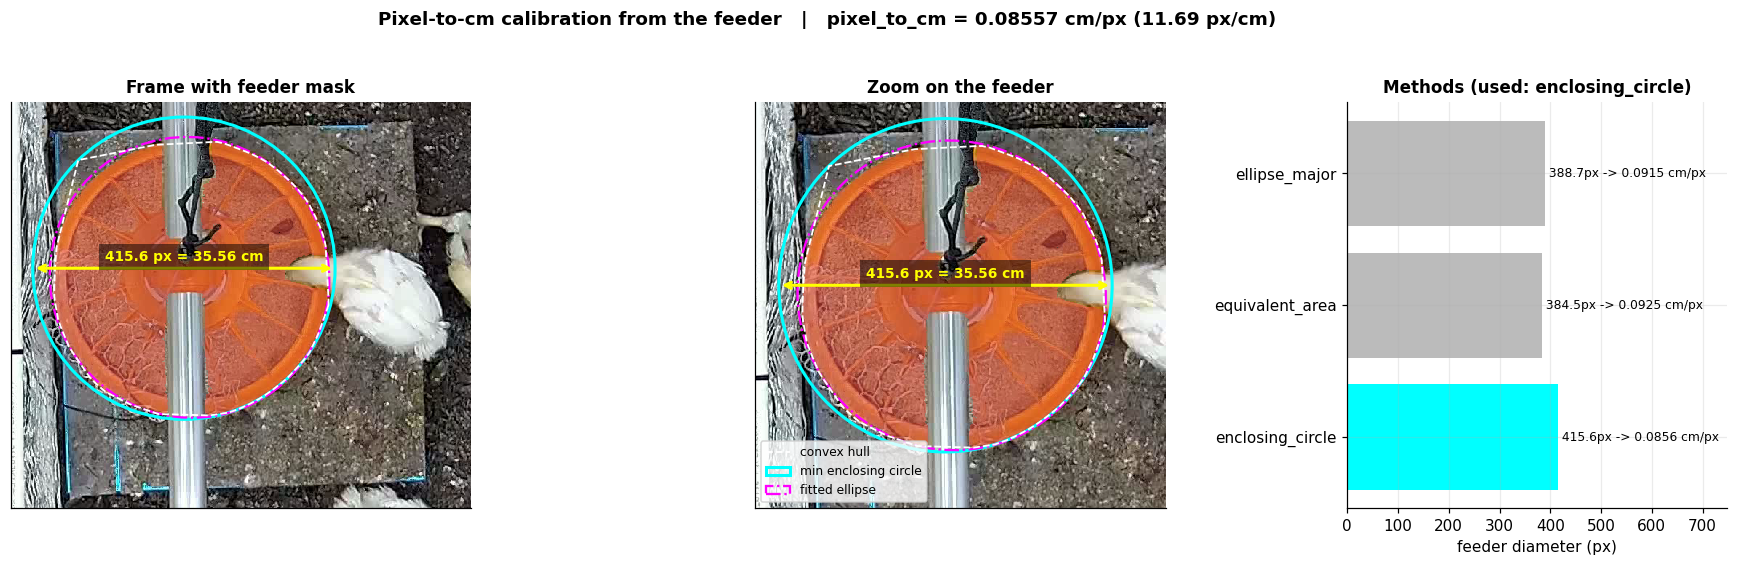 Pixel-to-cm calibration from the feeder | pixel_to_cm = 0.08557 cm/px (11.69 px/cm)
Frame with feeder mask
415.6 px = 35.56 cm
Zoom on the feeder
415.6 px = 35.56 cm
convex hull
min enclosing circle
fitted ellipse
Methods (used: enclosing_circle)
ellipse_major
388.7px -> 0.0915 cm/px
equivalent_area
384.5px -> 0.0925 cm/px
enclosing_circle
415.6px -> 0.0856 cm/px
0 100 200 300 400 500 600 700
feeder diameter (px)